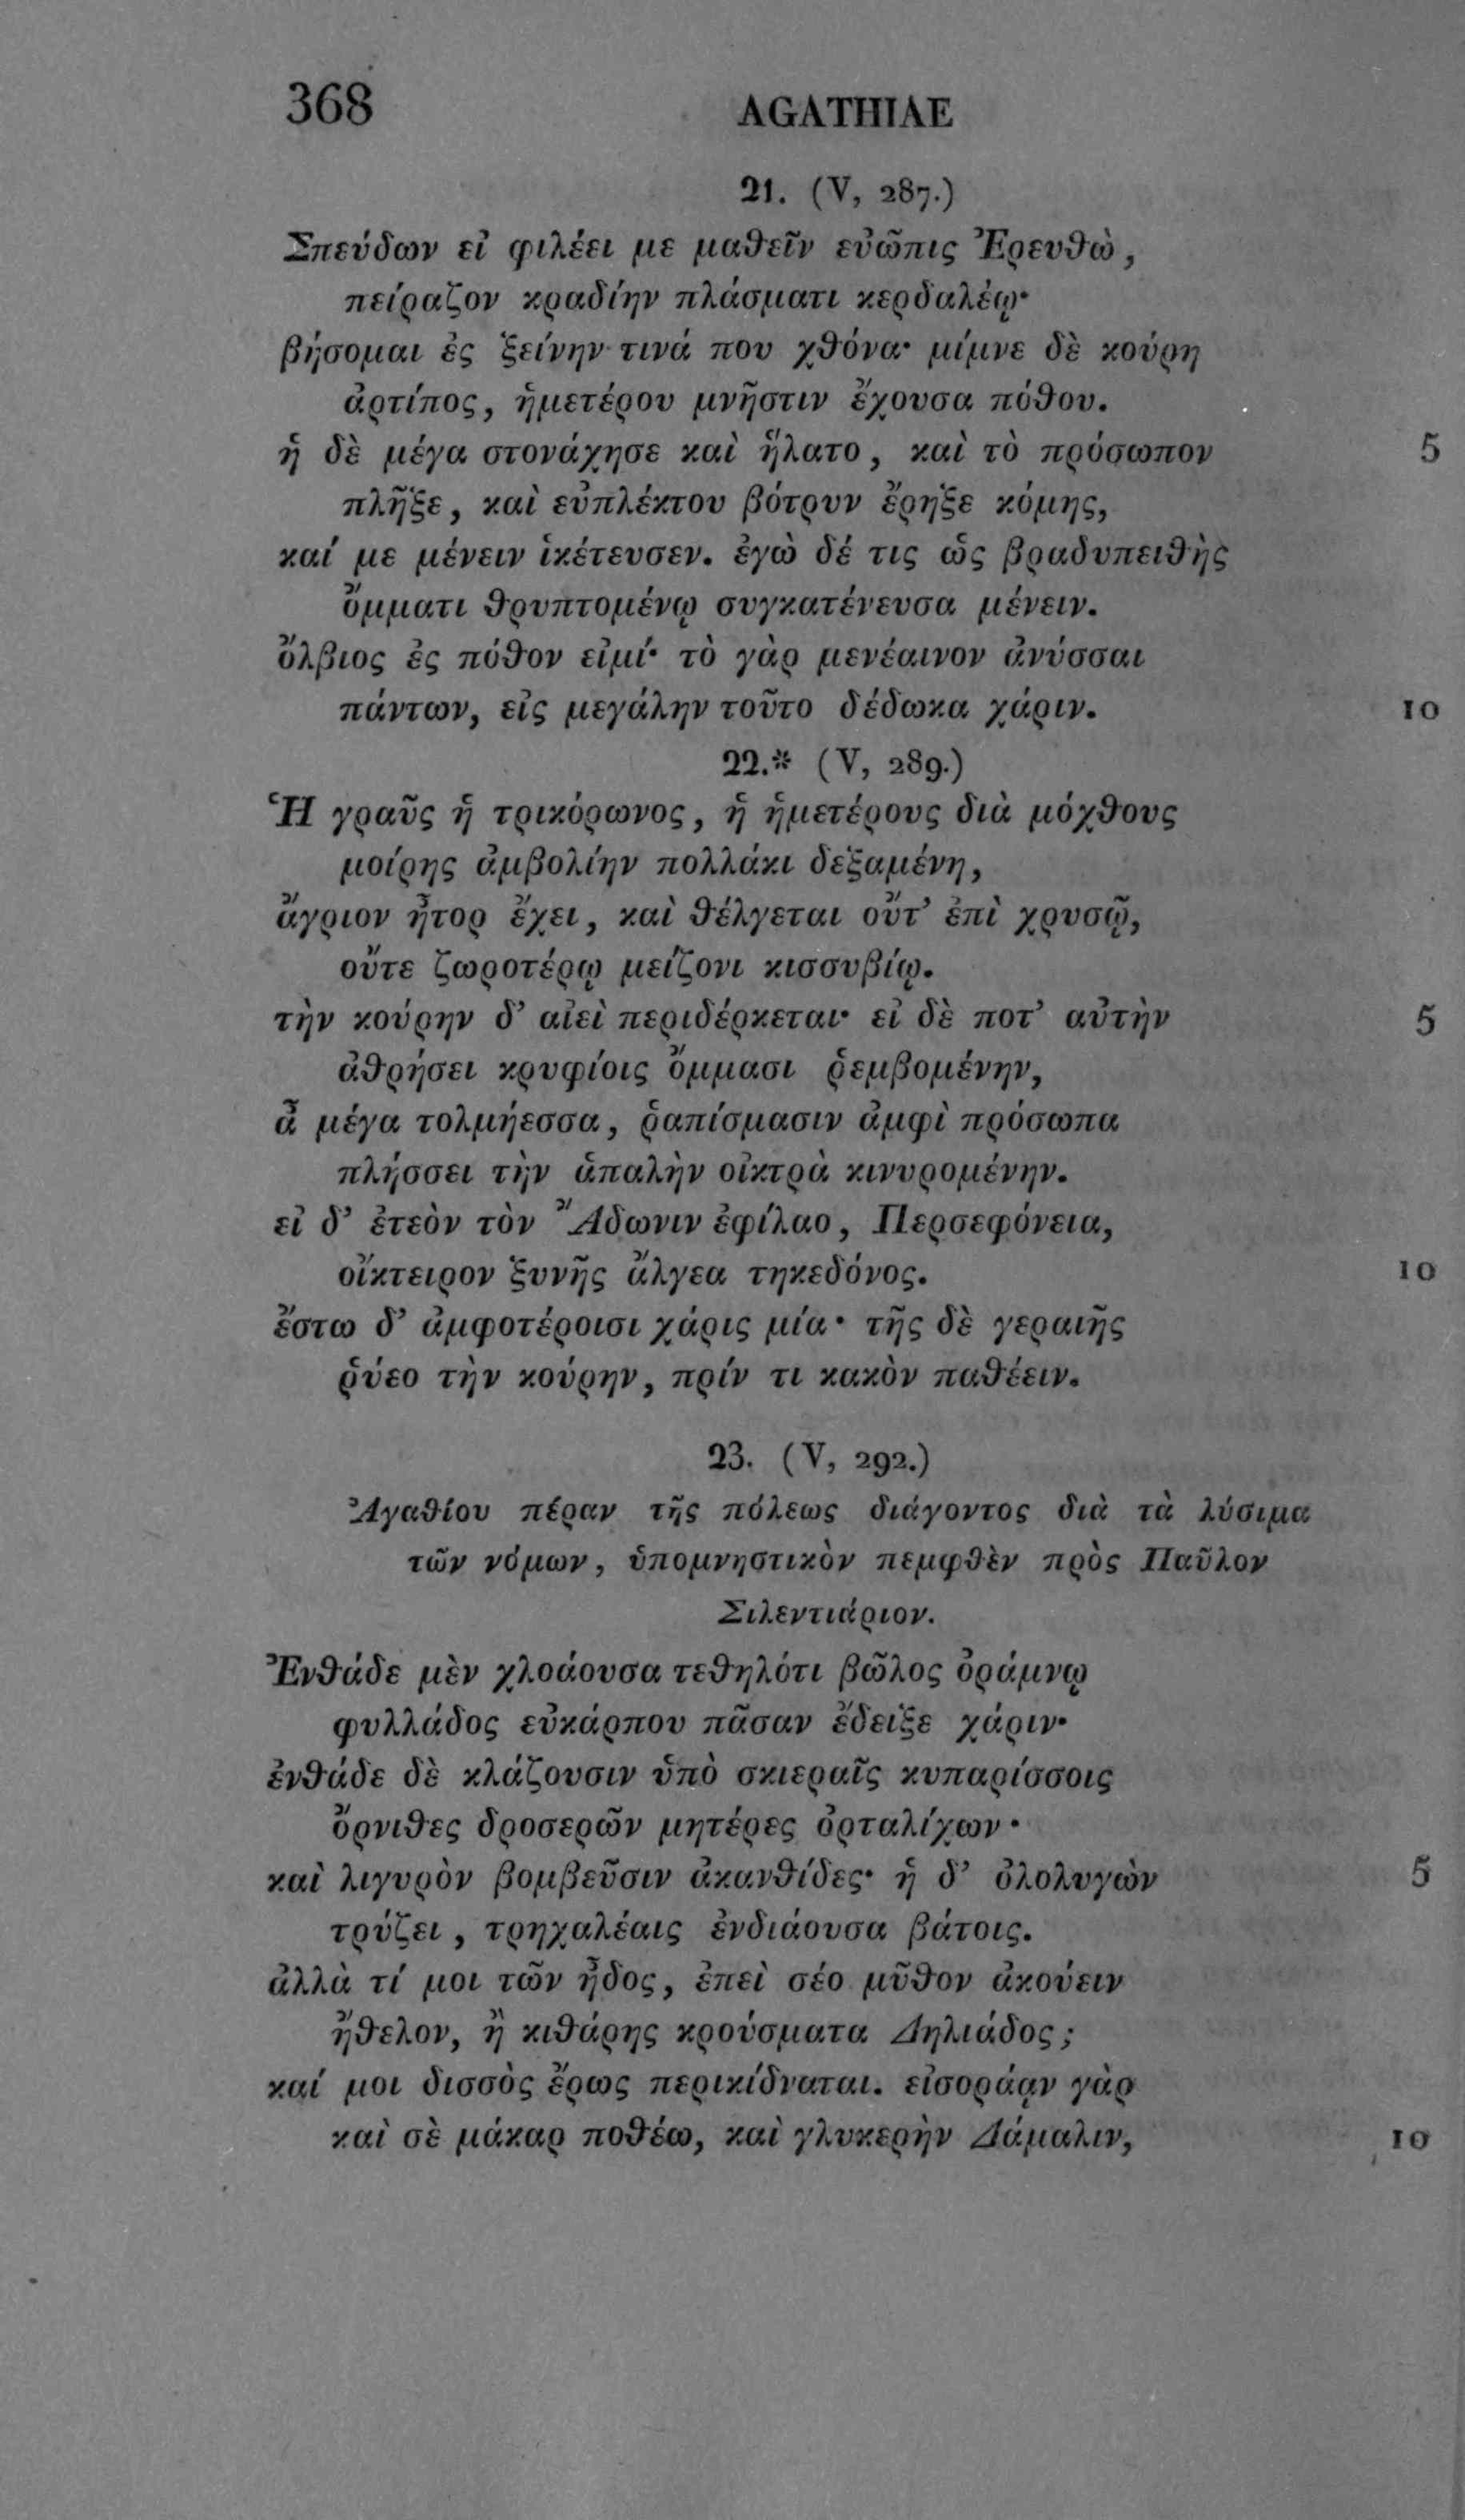 368 AGATHIAE
21. (V, 287.)
Σπεύδων εἰ φιλέει με μαθεῖν εὐῶπις Ἐρευθὼ,
πείραζον κραδίην πλάσματι κερδαλέῳ·
βήσομαι ἐς ξείνην τινά που χθόνα· μίμνε δὲ κούρη
ἀρτίπος, ἡμετέρου μνῆστιν ἔχουσα πόθου.
ἡ δὲ μέγα στονάχησε καὶ ἥλατο, καὶ τὸ πρόσωπον 5
πλῆξε, καὶ εὐπλέκτου βότρυν ἔρηξε κόμης,
καί με μένειν ἱκέτευσεν. ἐγὼ δέ τις ὡς βραδυπειθὴς
ὄμματι θρυπτομένῳ συγκατένευσα μένειν.
ὄλβιος ἐς πόθον εἰμί· τὸ γὰρ μενέαινον ἀνύσσαι
πάντων, εἰς μεγάλην τοῦτο δέδωκα χάριν. 10
22.* (V, 289.)
Ἡ γραῦς ἡ τρικόρωνος, ἡ ἡμετέρους διὰ μόχθους
μοίρης ἀμβολίην πολλάκι δεξαμένη,
ἄγριον ἦτορ ἔχει, καὶ θέλγεται οὔτ’ ἐπὶ χρυσῷ,
οὔτε ζωροτέρῳ μείζονι κισσυβίῳ.
τὴν κούρην δ’ αἰεὶ περιδέρκεται· εἰ δὲ ποτ’ αὐτὴν 5
ἀθρήσει κρυφίοις ὄμμασι ῥεμβομένην,
ἆ μέγα τολμήεσσα, ῥαπίσμασιν ἀμφὶ πρόσωπα
πλήσσει τὴν ἁπαλὴν οἰκτρὰ κινυρομένην.
εἰ δ’ ἐτεὸν τὸν Ἄδωνιν ἐφίλαο, Περσεφόνεια,
οἴκτειρον ξυνῆς ἄλγεα τηκεδόνος. 10
ἔστω δ’ ἀμφοτέροισι χάρις μία· τῆς δὲ γεραιῆς
ῥύεο τὴν κούρην, πρίν τι κακὸν παθέειν.
23. (V, 292.)
Ἀγαθίου πέραν τῆς πόλεως διάγοντος διὰ τὰ λύσιμα
τῶν νόμων, ὑπομνηστικὸν πεμφθὲν πρὸς Παῦλον
Σιλεντιάριον.
Ἐνθάδε μὲν χλοάουσα τεθηλότι βῶλος ὀράμνῳ
φυλλάδος εὐκάρπου πᾶσαν ἔδειξε χάριν·
ἐνθάδε δὲ κλάζουσιν ὑπὸ σκιεραῖς κυπαρίσσοις
ὄρνιθες δροσερῶν μητέρες ὀρταλίχων·
καὶ λιγυρὸν βομβεῦσιν ἀκανθίδες· ἡ δ’ ὀλολυγὼν 5
τρύζει, τρηχαλέαις ἐνδιάουσα βάτοις.
ἀλλὰ τί μοι τῶν ἦδος, ἐπεὶ σέο μῦθον ἀκούειν
ἤθελον, ἢ κιθάρης κρούσματα Δηλιάδος;
καί μοι δισσὸς ἔρως περικίδναται. εἰσοράᾳν γὰρ
καὶ σὲ μάκαρ ποθέω, καὶ γλυκερὴν Δάμαλιν, 10